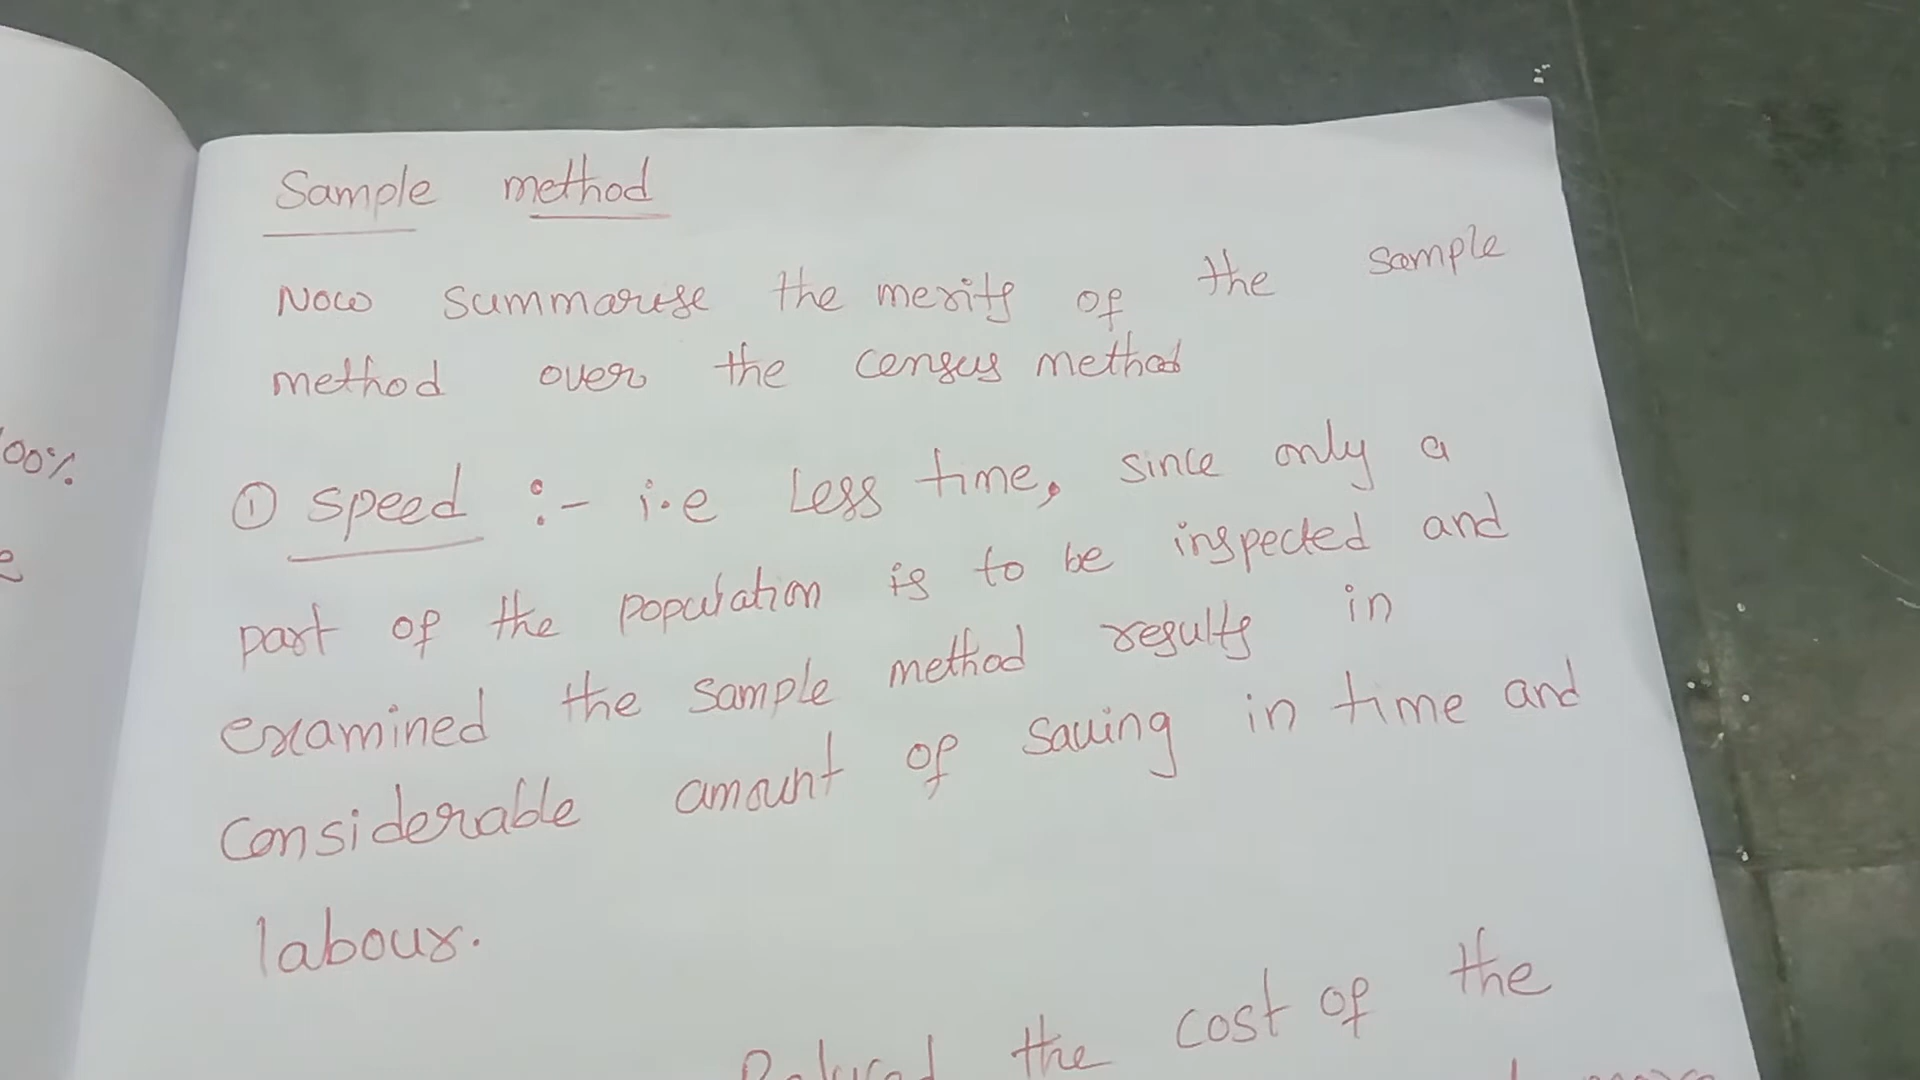 Sample method
Now summarise the merits of the sample
method over the census method
① Speed :- i.e Less time, since only a
part of the population is to be inspected and
examined the sample method results in
considerable amount of saving in time and
labour.
the cost of the
00%